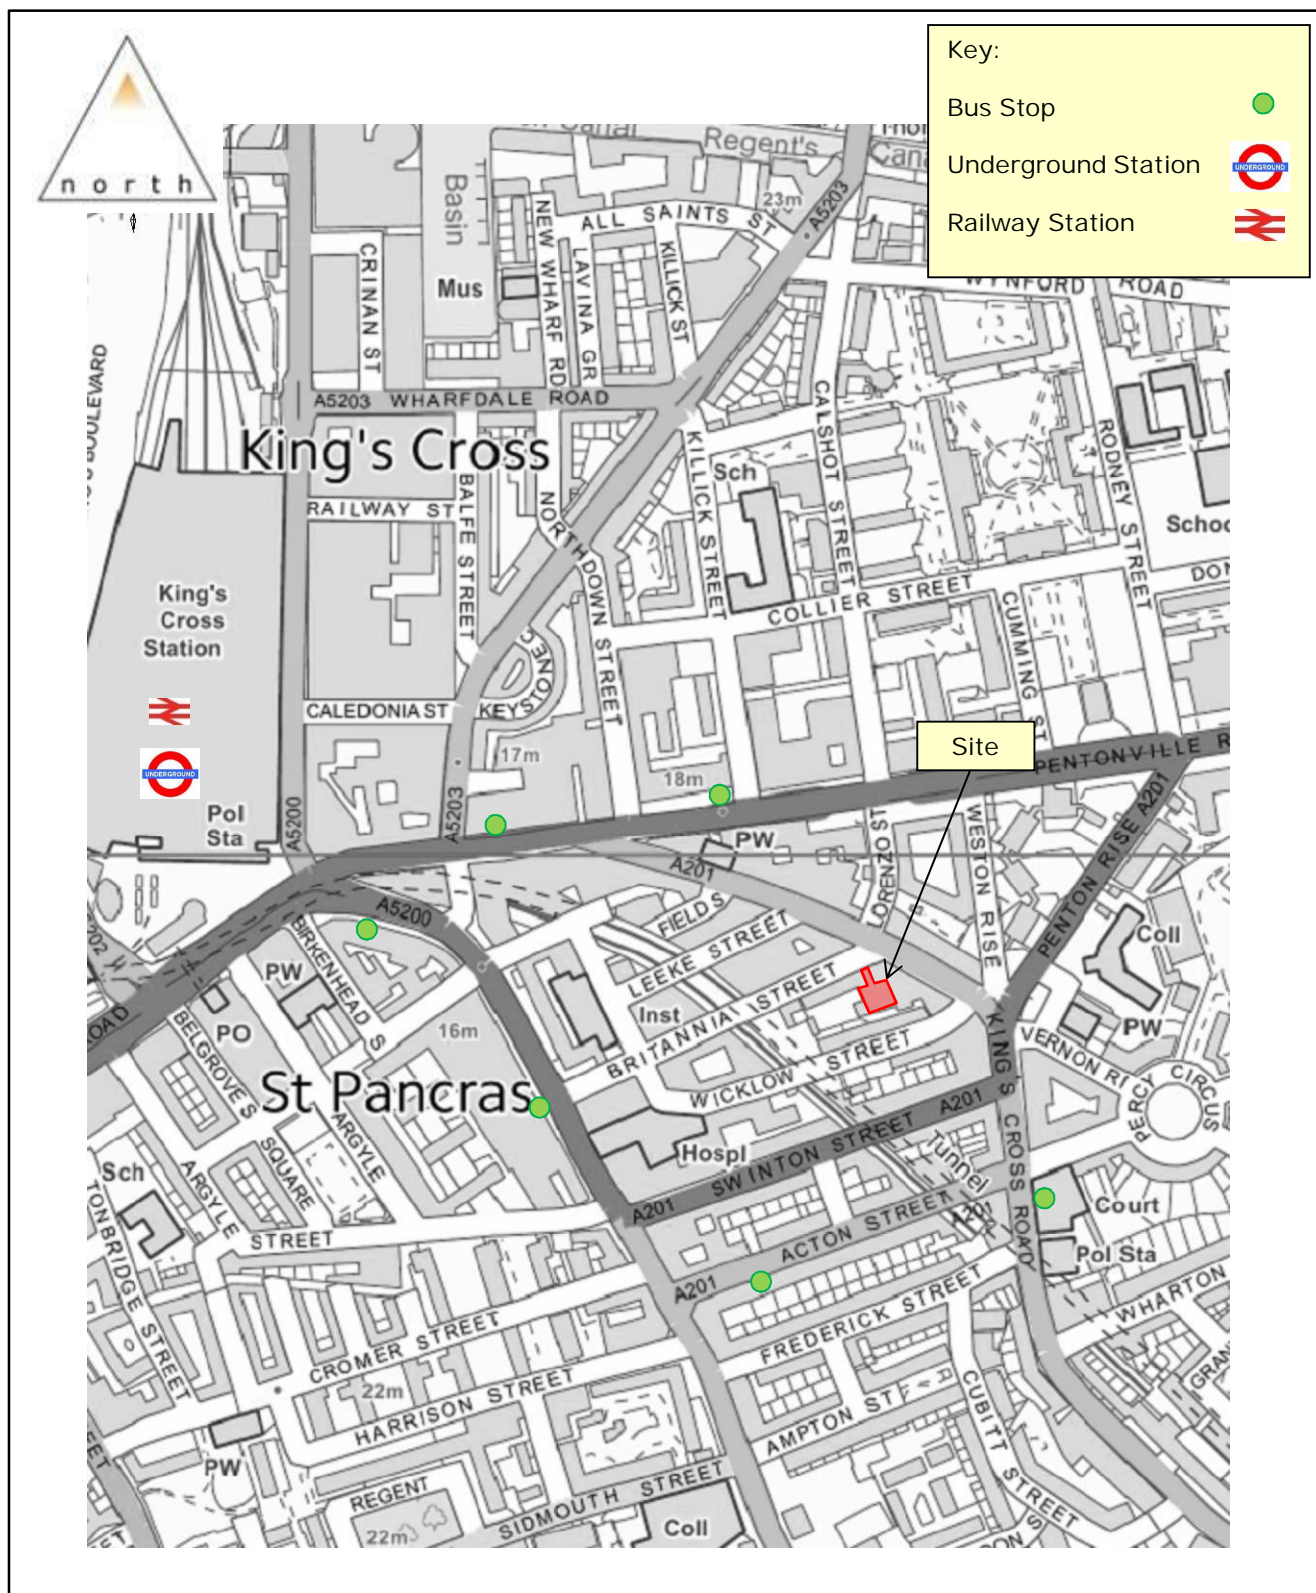 north
Key:
Bus Stop
Underground Station
UNDERGROUND
Railway Station
Regent's
Canal
23m
A5203
ALL SAINTS ST
Basin
NEW WHARF RD
LAVINA GR
KILLICK ST
CRINAN ST
Mus
WYNFORD ROAD
BOULEVARD
A5203 WHARFDALE ROAD
King's Cross
CALSHOT STREET
RODNEY STREET
KILLICK STREET
Sch
RAILWAY ST
BALFE STREET
NORTHDOWN STREET
COLLIER STREET
CUMMING ST
King's
Cross
Station
CALEDONIA ST
KEYSTONE C
17m
18m
Site
PENTONVILLE R
UNDERGROUND
Pol
Sta
A5200
A5203
PW
A201
LORENZO ST
WESTON RISE
PENTON RISE A201
A5200
FIELD S
LEEKE STREET
Coll
BIRKENHEAD S
PW
PO
BELGROVE S
16m
Inst
BRITANNIA STREET
WICKLOW STREET
ROAD
KING'S CROSS ROAD
VERNON RI
PW
PERCY CIRCUS
St Pancras
Hospl
SWINTON STREET A201
A201
Tunnel
ARGYLE
SQUARE
ARGYLE
STREET
Sch
TONBRIDGE STREET
ACTON STREET
A201
A201
Court
Pol Sta
WHARTON
FREDERICK STREET
CROMER STREET
22m
HARRISON STREET
AMPTON ST
CUBITT STREET
PW
REGENT
22m
SIDMOUTH STREET
Coll